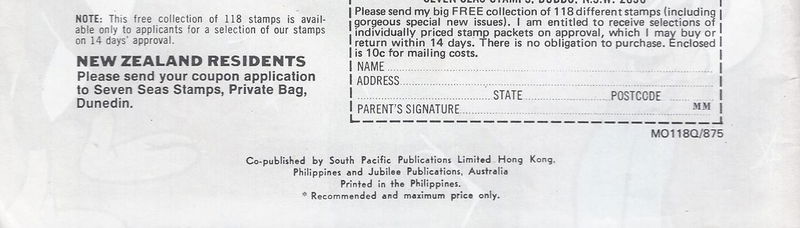 NOTE: This free collection of 118 stamps is avail-
able only to applicants for a selection of our stamps
on 14 days' approval.
NEW ZEALAND RESIDENTS
Please send your coupon application
to Seven Seas Stamps, Private Bag,
Dunedin.
SEVEN SEAS STAMPS, DUBBO, N.S.W. 2830
Please send my big FREE collection of 118 different stamps (including
gorgeous special new issues). I am entitled to receive selections of
individually priced stamp packets on approval, which I may buy or
return within 14 days. There is no obligation to purchase. Enclosed
is 10c for mailing costs.
NAME
ADDRESS
STATE POSTCODE
PARENT'S SIGNATURE MM
MO118Q/875
Co-published by South Pacific Publications Limited Hong Kong,
Philippines and Jubilee Publications, Australia
Printed in the Philippines.
* Recommended and maximum price only.